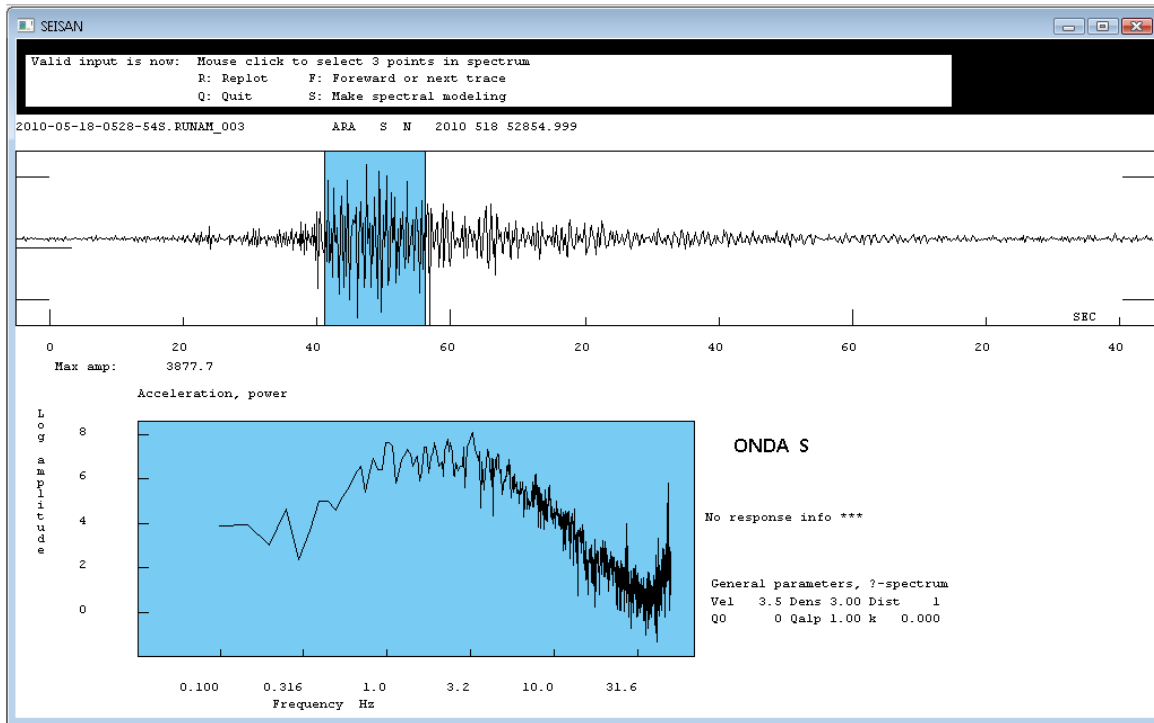 SEISAN
Valid input is now: Mouse click to select 3 points in spectrum
R: Replot F: Foreward or next trace
Q: Quit S: Make spectral modeling
2010-05-18-0528-54S.RUNAM_003 ARA S N 2010 518 52854.999
SEC
0 20 40 60 20 40 60 20 40
Max amp: 3877.7
Acceleration, power
Log amplitude
8
6
4
2
0
ONDA S
No response info ***
General parameters, ?-spectrum
Vel 3.5 Dens 3.00 Dist 1
Q0 0 Qalp 1.00 k 0.000
0.100 0.316 1.0 3.2 10.0 31.6
Frequency Hz